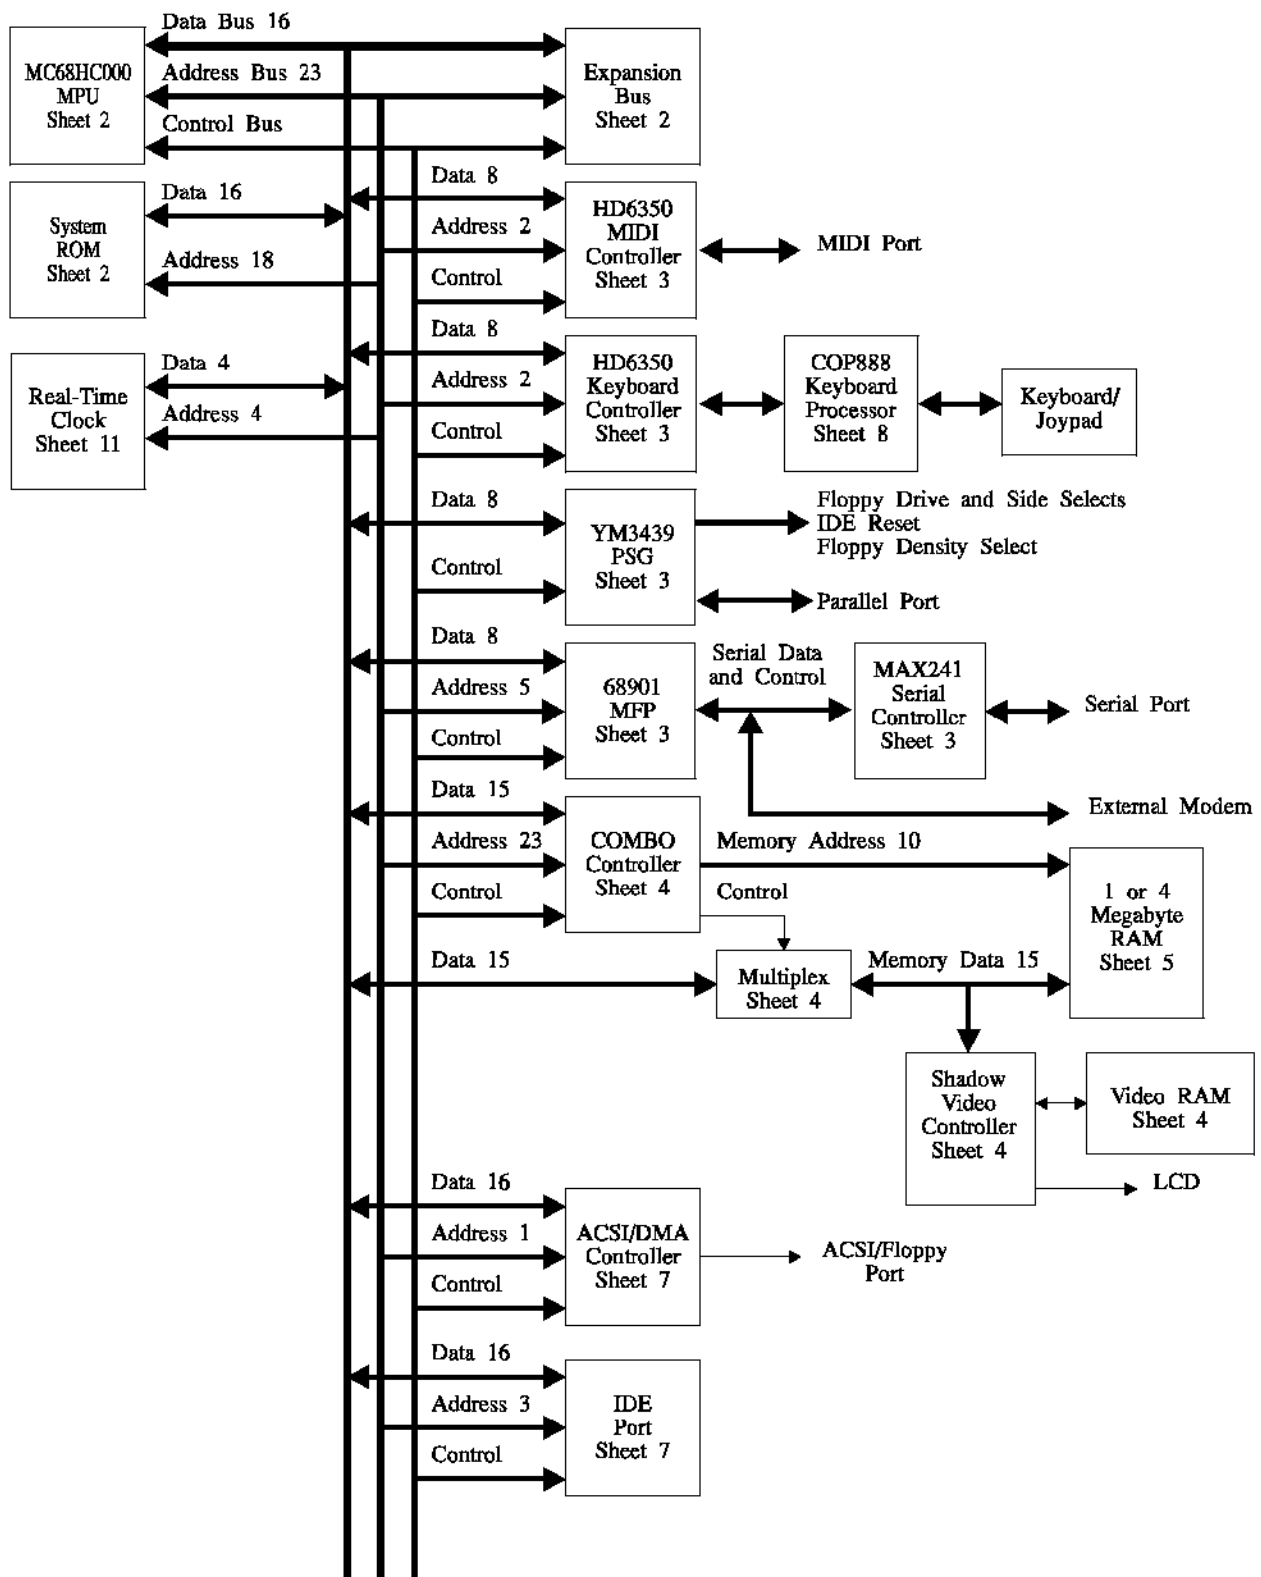 Data Bus 16
MC68HC000
MPU
Sheet 2
Address Bus 23
Control Bus
Expansion
Bus
Sheet 2
System
ROM
Sheet 2
Data 16
Address 18
Data 8
Address 2
Control
HD6350
MIDI
Controller
Sheet 3
MIDI Port
Real-Time
Clock
Sheet 11
Data 4
Address 4
Data 8
Address 2
Control
HD6350
Keyboard
Controller
Sheet 3
COP888
Keyboard
Processor
Sheet 8
Keyboard/
Joypad
Data 8
Control
YM3439
PSG
Sheet 3
Floppy Drive and Side Selects
IDE Reset
Floppy Density Select
Parallel Port
Data 8
Address 5
Control
68901
MFP
Sheet 3
Serial Data
and Control
MAX241
Serial
Controller
Sheet 3
Serial Port
External Modem
Data 15
Address 23
Control
COMBO
Controller
Sheet 4
Memory Address 10
Control
1 or 4
Megabyte
RAM
Sheet 5
Data 15
Multiplex
Sheet 4
Memory Data 15
Shadow
Video
Controller
Sheet 4
Video RAM
Sheet 4
LCD
Data 16
Address 1
Control
ACSI/DMA
Controller
Sheet 7
ACSI/Floppy
Port
Data 16
Address 3
Control
IDE
Port
Sheet 7